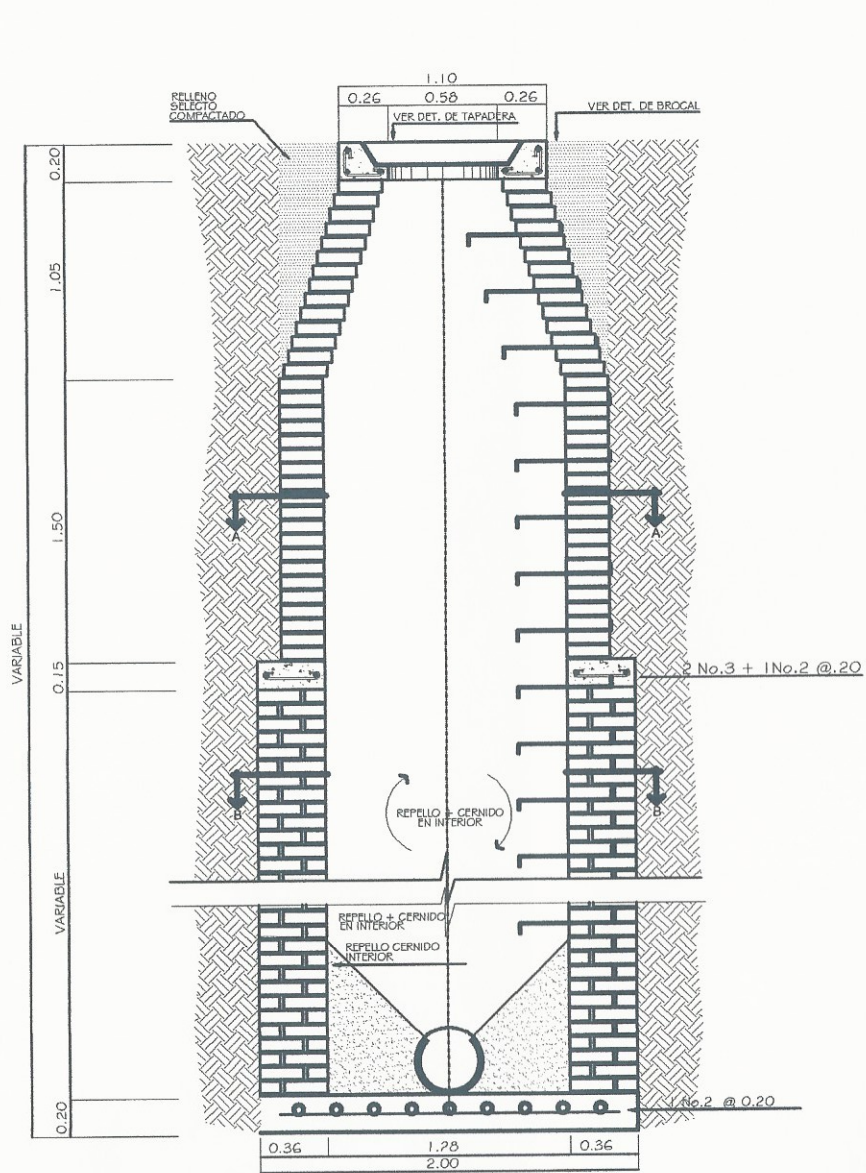 1.10
0.26 0.58 0.26
RELLENO
SELECTO
COMPACTADO
VER DET. DE TAPADERA
VER DET. DE BROCAL
0.20
1.05
1.50
0.15
VARIABLE
VARIABLE
0.20
A
A
2 No.3 + 1No.2 @.20
B
B
REPELLO + CERNIDO
EN INTERIOR
REPELLO + CERNIDO
EN INTERIOR
REPELLO CERNIDO
INTERIOR
1 No.2 @ 0.20
0.36 1.28 0.36
2.00